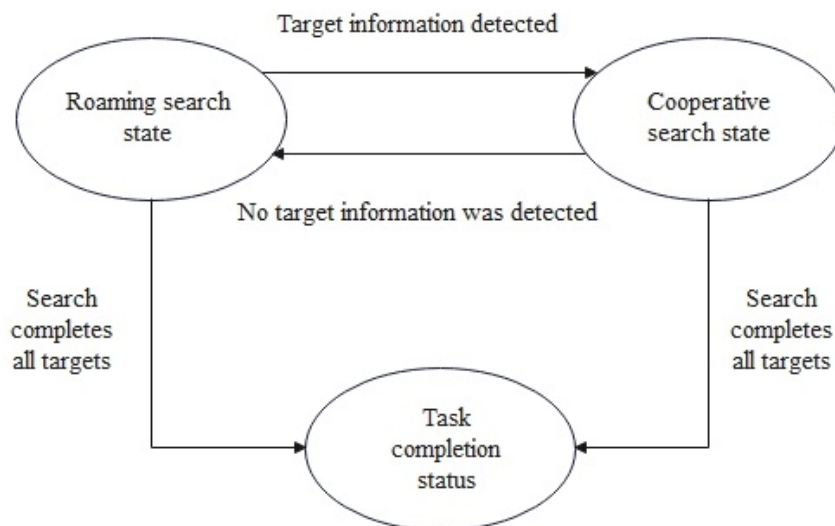 Target information detected
Roaming search
state
Cooperative
search state
No target information was detected
Search
completes
all targets
Search
completes
all targets
Task
completion
status